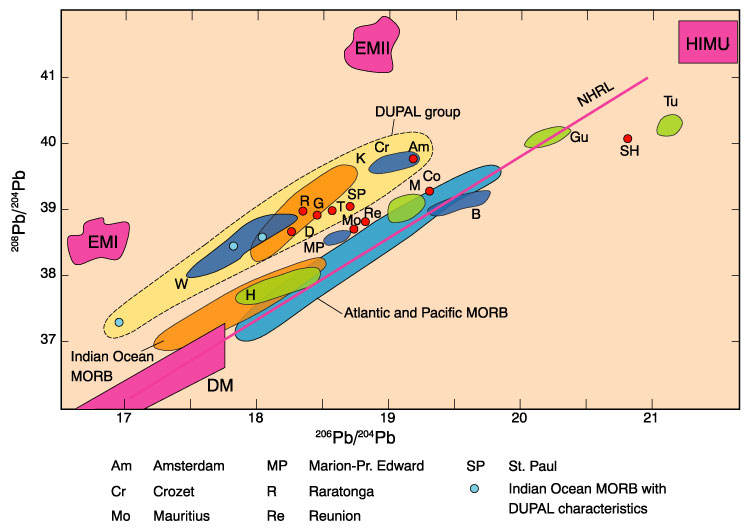 EMII
HIMU
41
NHRL
Tu
DUPAL group
40
Cr
Am
Gu
K
SH
M
Co
SP
R
G
T
39
Re
Mo
B
D
MP
EMI
208Pb/204Pb
38
W
H
Atlantic and Pacific MORB
37
Indian Ocean
MORB
DM
17
18
19
20
21
206Pb/204Pb
Am Amsterdam MP Marion-Pr. Edward SP St. Paul
Cr Crozet R Raratonga Indian Ocean MORB with
DUPAL characteristics
Mo Mauritius Re Reunion